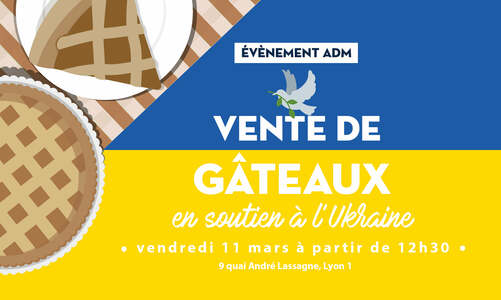 ÉVÈNEMENT ADM
VENTE DE
GÂTEAUX
en soutien à l'Ukraine
• vendredi 11 mars à partir de 12h30 •
9 quai André Lassagne, Lyon 1